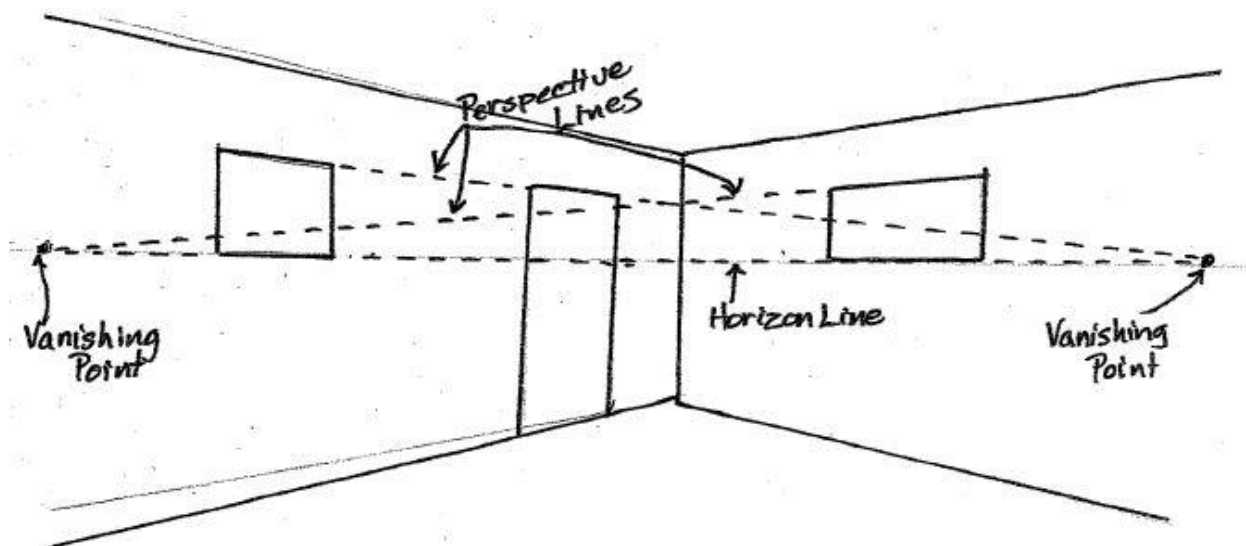 Perspective
Lines
Vanishing
Point
Horizon Line
Vanishing
Point